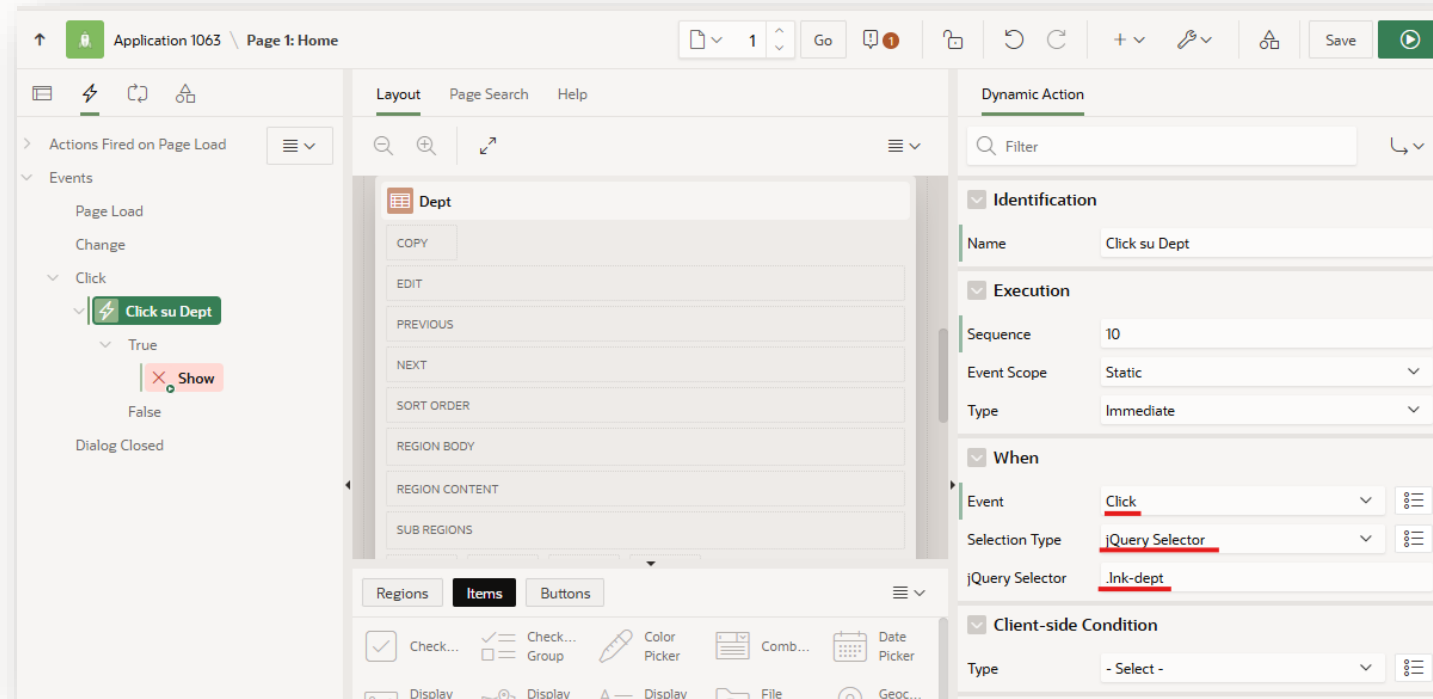 Application 1063 \ Page 1: Home
1
Go
1
Save
Layout
Page Search
Help
Dynamic Action
Actions Fired on Page Load
Events
Page Load
Change
Click
Click su Dept
True
Show
False
Dialog Closed
Dept
COPY
EDIT
PREVIOUS
NEXT
SORT ORDER
REGION BODY
REGION CONTENT
SUB REGIONS
Regions
Items
Buttons
Check...
Check...
Group
Color
Picker
Comb...
Date
Picker
Display
Display
Display
File
Geoc...
Filter
Identification
Name
Click su Dept
Execution
Sequence
10
Event Scope
Static
Type
Immediate
When
Event
Click
Selection Type
jQuery Selector
jQuery Selector
.lnk-dept
Client-side Condition
Type
- Select -